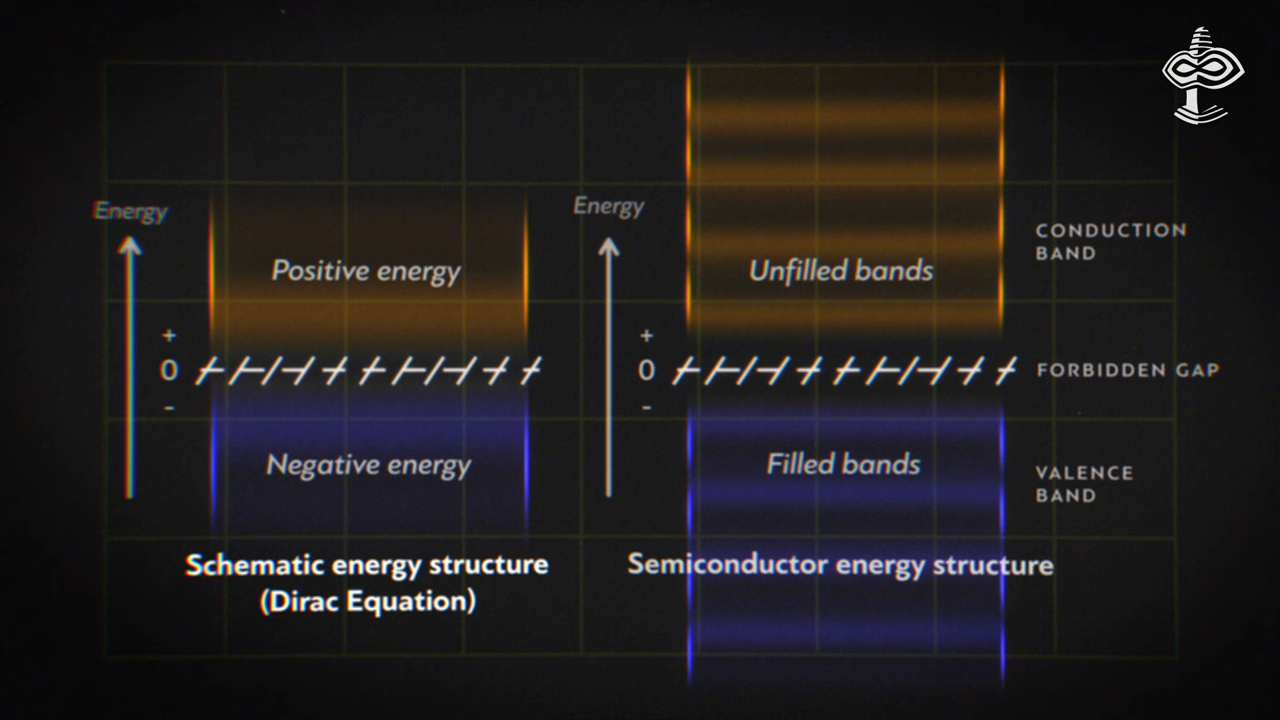 Energy
Positive energy
+
0
-
Negative energy
Schematic energy structure
(Dirac Equation)
Energy
Unfilled bands
+
0
-
Filled bands
Semiconductor energy structure
CONDUCTION
BAND
FORBIDDEN GAP
VALENCE
BAND